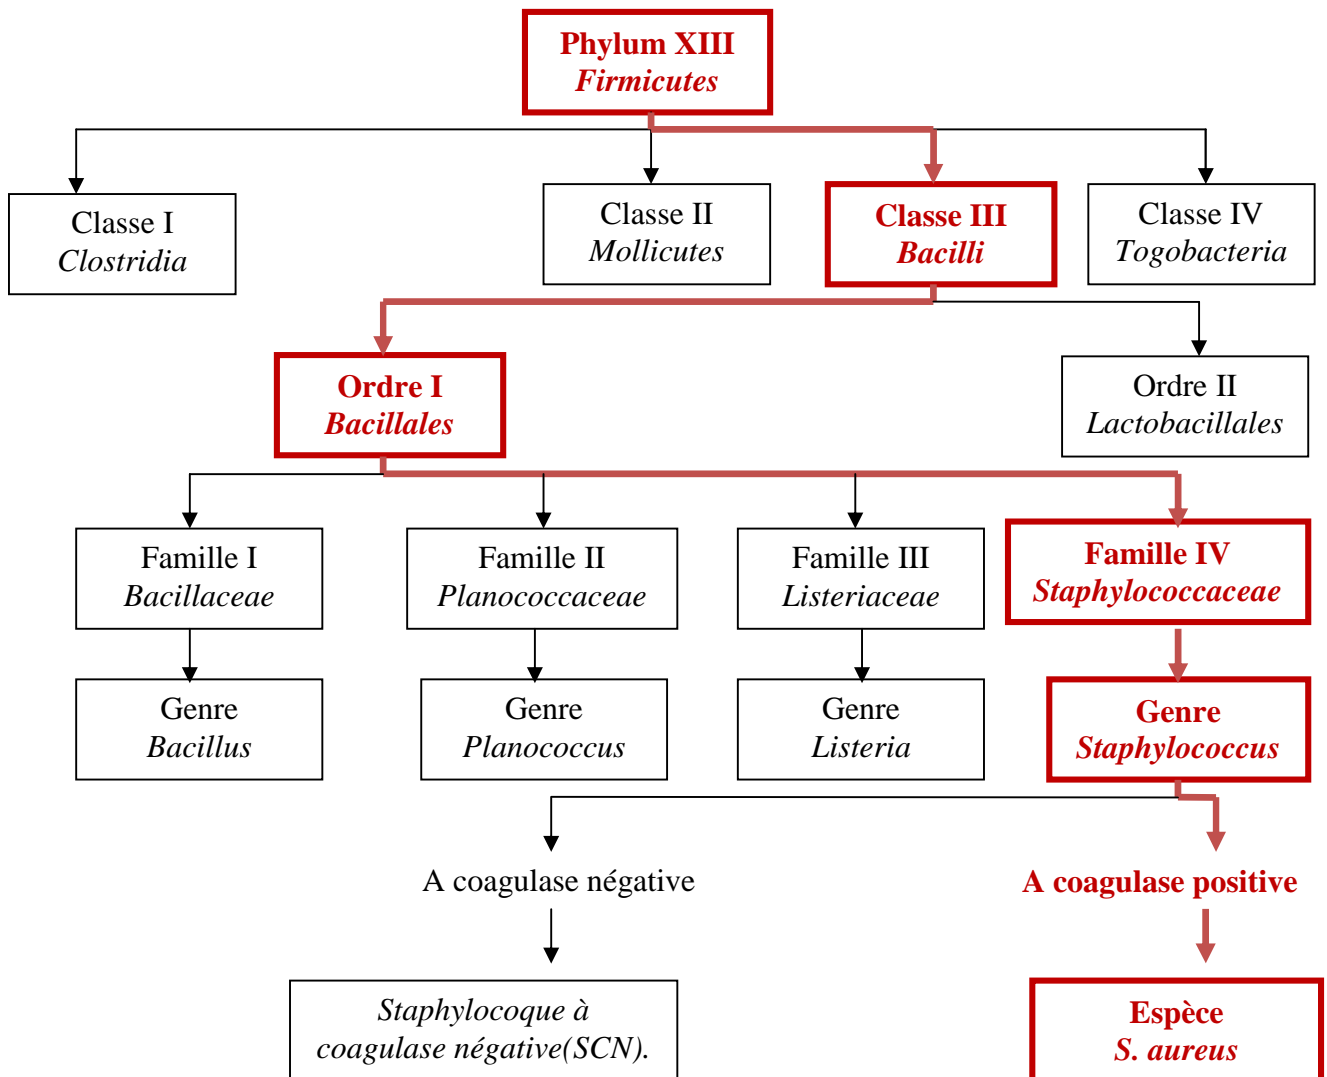 Phylum XIII
Firmicutes
Classe I
Clostridia
Classe II
Mollicutes
Classe III
Bacilli
Classe IV
Togobacteria
Ordre I
Bacillales
Ordre II
Lactobacillales
Famille I
Bacillaceae
Famille II
Planococcaceae
Famille III
Listeriaceae
Famille IV
Staphylococcaceae
Genre
Bacillus
Genre
Planococcus
Genre
Listeria
Genre
Staphylococcus
A coagulase négative
A coagulase positive
Staphylocoque à
coagulase négative(SCN).
Espèce
S. aureus